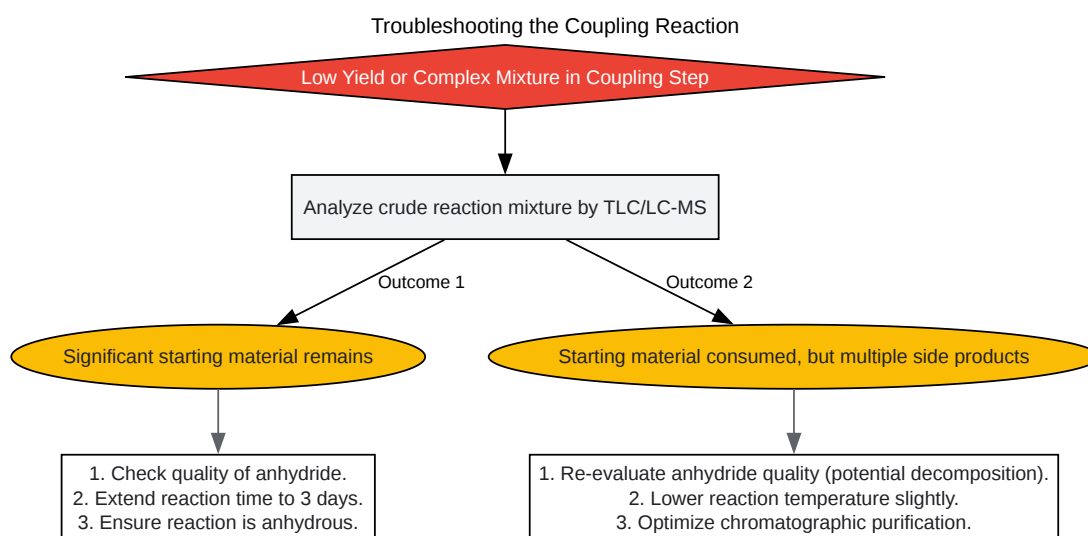 Troubleshooting the Coupling Reaction
Low Yield or Complex Mixture in Coupling Step
Analyze crude reaction mixture by TLC/LC-MS
Outcome 1
Outcome 2
Significant starting material remains
Starting material consumed, but multiple side products
1. Check quality of anhydride.
2. Extend reaction time to 3 days.
3. Ensure reaction is anhydrous.
1. Re-evaluate anhydride quality (potential decomposition).
2. Lower reaction temperature slightly.
3. Optimize chromatographic purification.